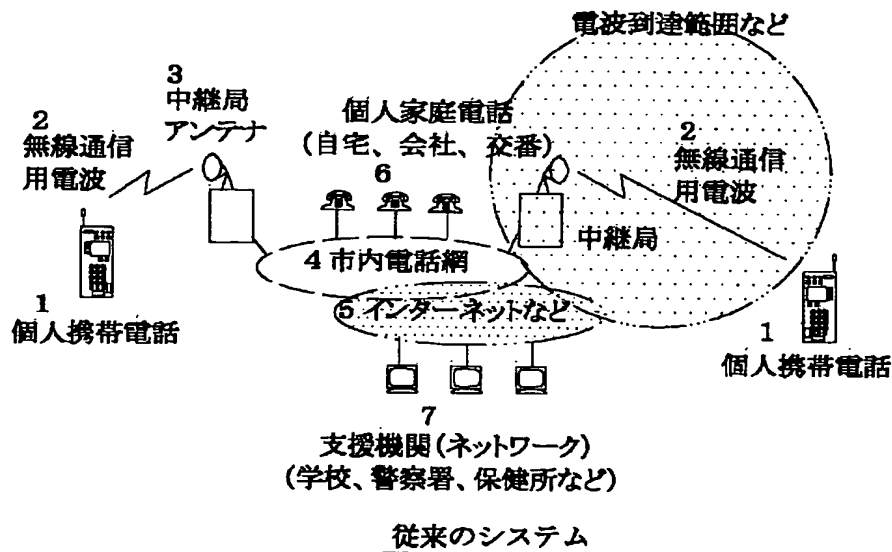 電波到達範囲など
3
中継局
アンテナ
2
無線通信
用電波
個人家庭電話
(自宅、会社、交番)
6
2
無線通信
用電波
中継局
4 市内電話網
5 インターネットなど
1
個人携帯電話
1
個人携帯電話
7
支援機関(ネットワーク)
(学校、警察署、保健所など)
従来のシステム